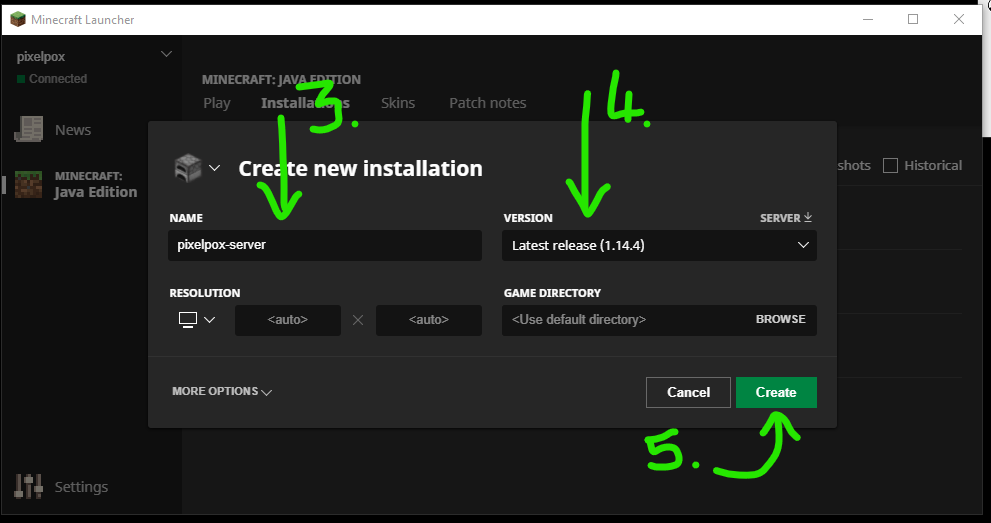 Minecraft Launcher
pixelpox
Connected
MINECRAFT: JAVA EDITION
Play Installations Skins Patch notes
3.
4.
News
MINECRAFT:
Java Edition
shots Historical
Create new installation
NAME
VERSION SERVER
pixelpox-server
Latest release (1.14.4)
RESOLUTION
GAME DIRECTORY
<auto> <auto>
<Use default directory> BROWSE
MORE OPTIONS
Cancel Create
5.
Settings